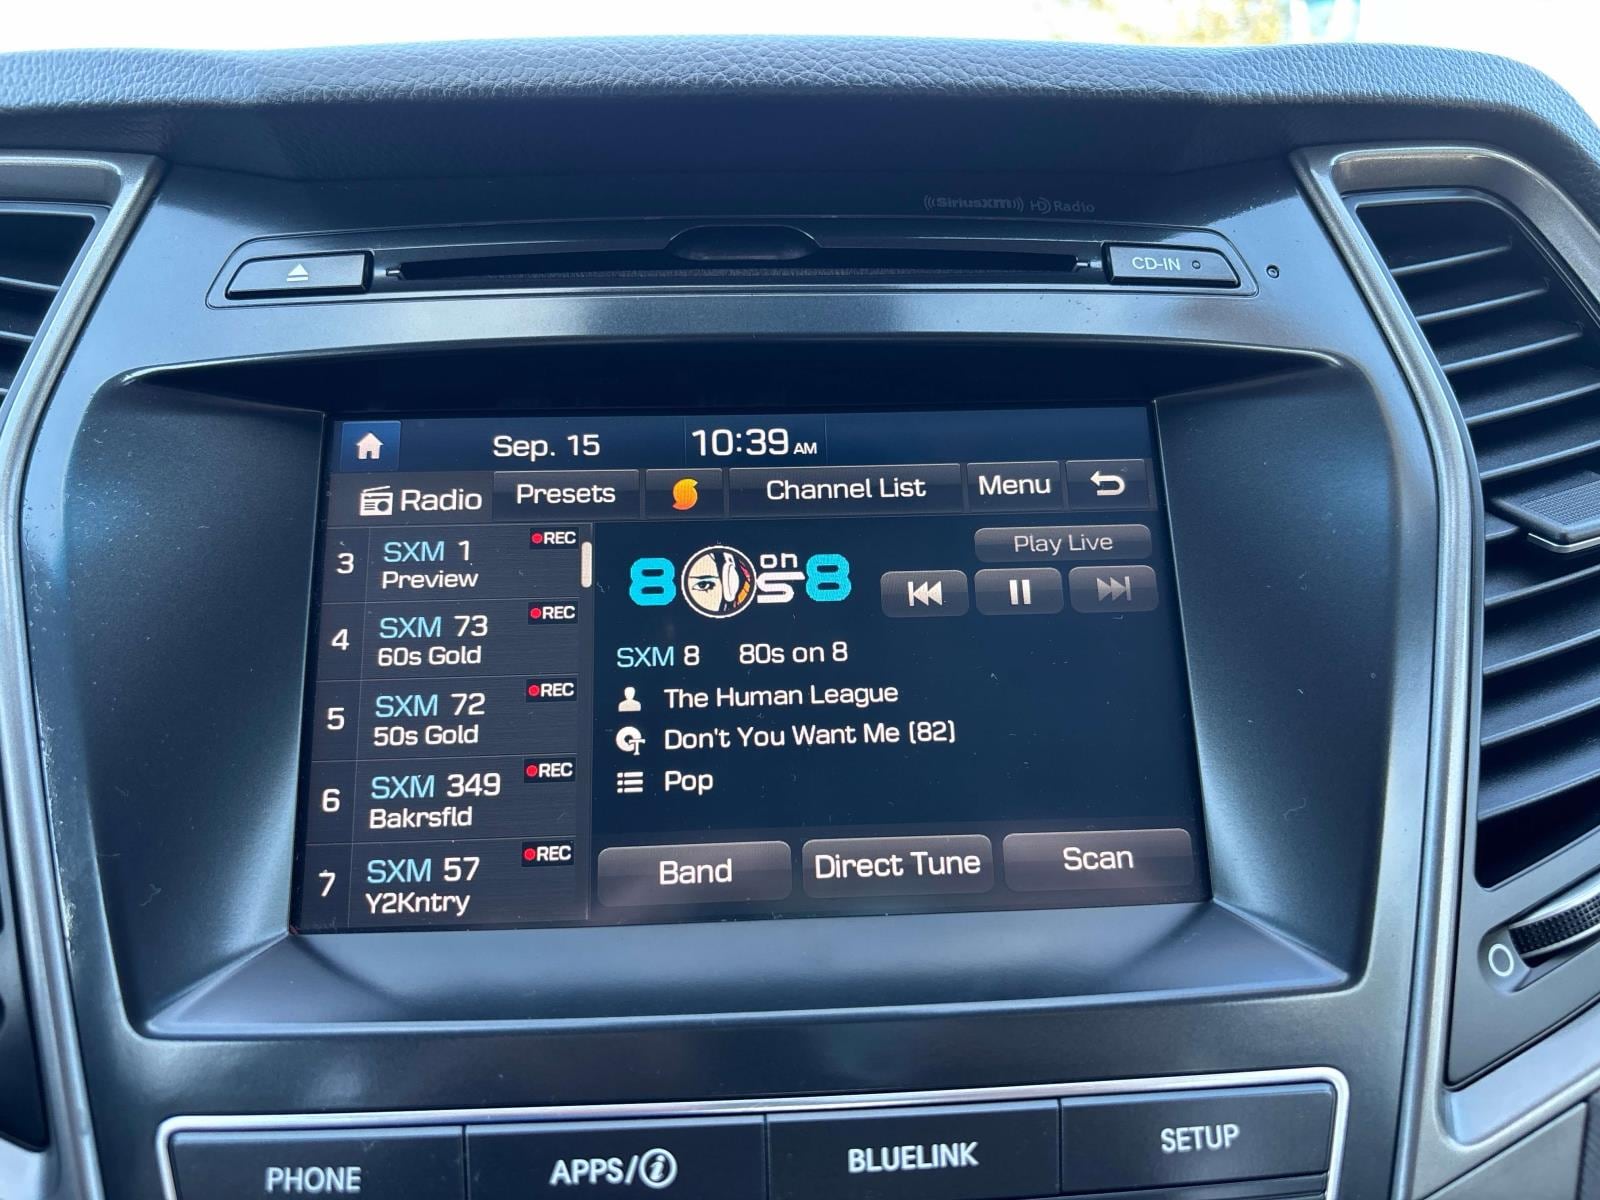 ((SiriusXM)) HD Radio
CD-IN
Sep. 15 10:39 AM
Radio Presets Channel List Menu
3 SXM 1 REC
Preview
4 SXM 73 REC
60s Gold
5 SXM 72 REC
50s Gold
6 SXM 349 REC
Bakrsfld
7 SXM 57 REC
Y2Kntry
80s on 8
Play Live
SXM 8 80s on 8
The Human League
Don't You Want Me (82)
Pop
Band Direct Tune Scan
PHONE APPS/i BLUELINK SETUP